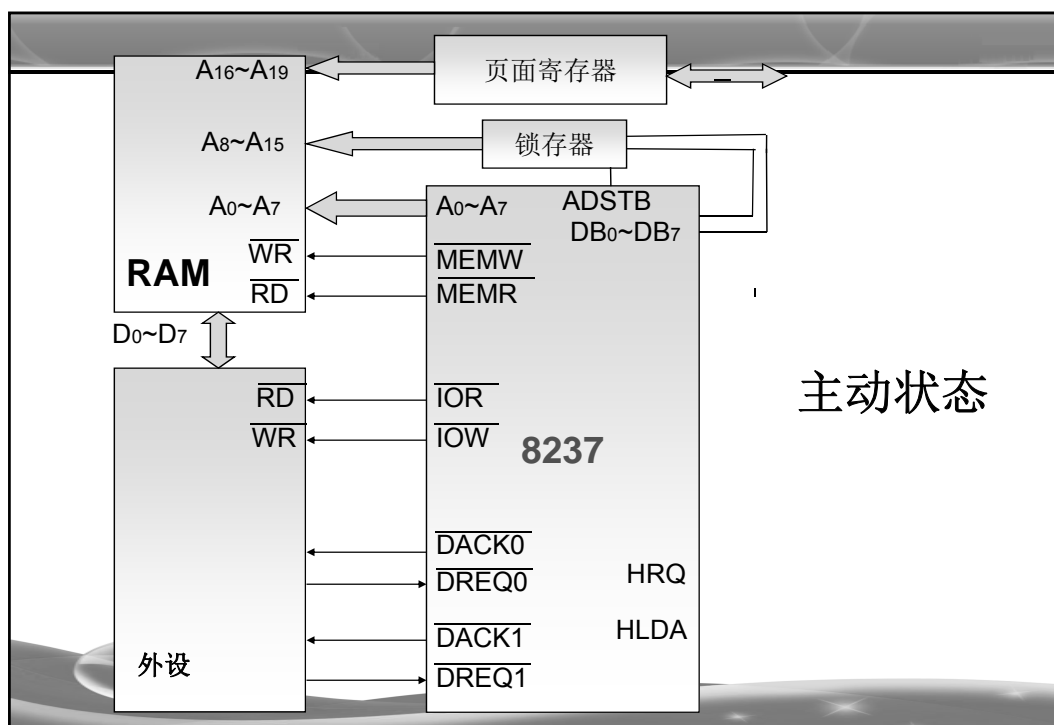 A16~A19
页面寄存器
A8~A15
锁存器
A0~A7
A0~A7
ADSTB
DB0~DB7
WR
MEMW
RAM
RD
MEMR
D0~D7
主动状态
RD
IOR
WR
IOW
8237
DACK0
DREQ0
HRQ
DACK1
HLDA
外设
DREQ1